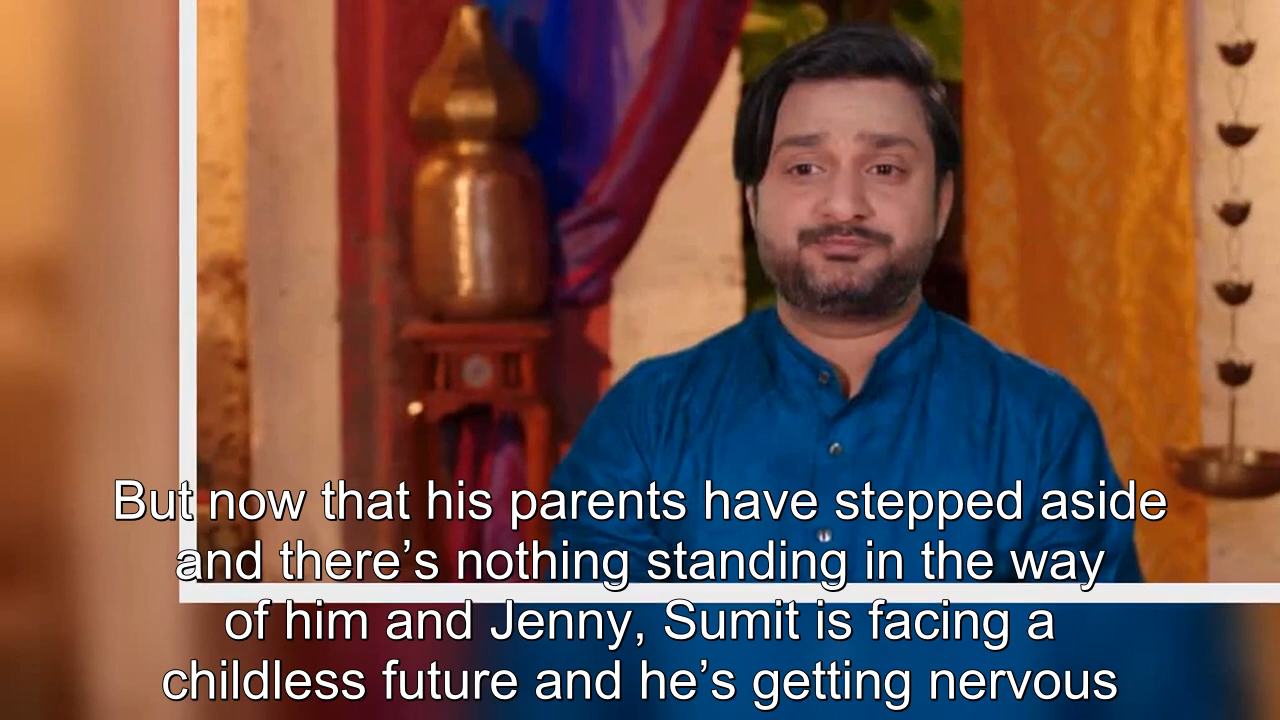 But now that his parents have stepped aside
and there’s nothing standing in the way
of him and Jenny, Sumit is facing a
childless future and he’s getting nervous